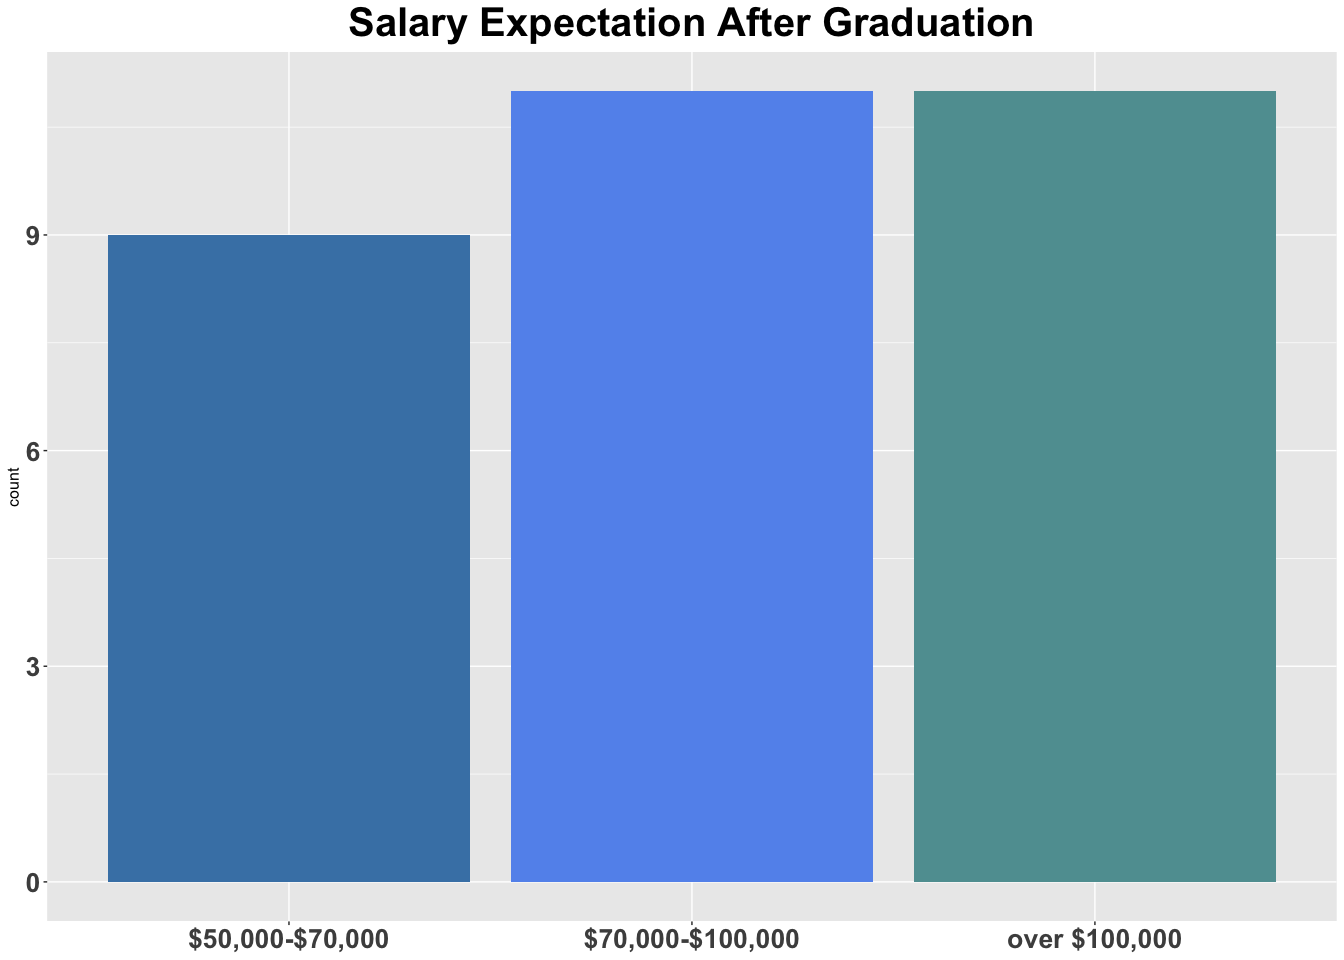 Salary Expectation After Graduation
9
6
3
0
count
$50,000-$70,000
$70,000-$100,000
over $100,000